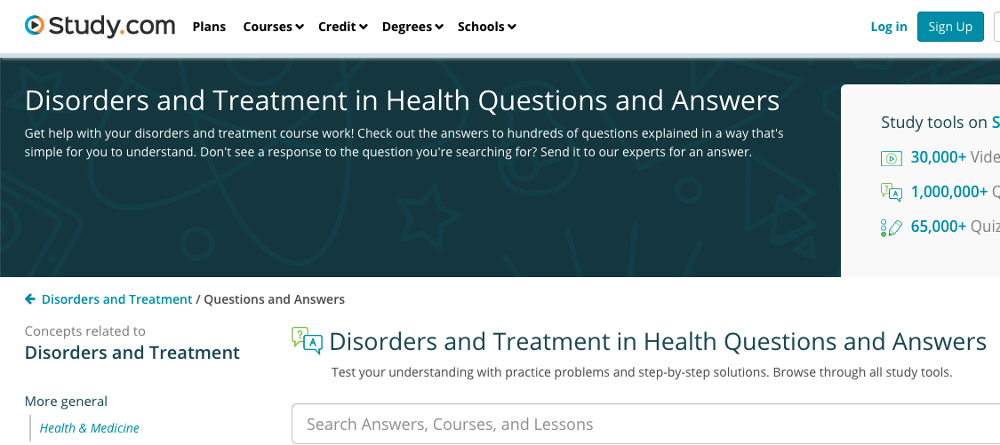 Study.com
Plans Courses Credit Degrees Schools
Log in Sign Up
Disorders and Treatment in Health Questions and Answers
Get help with your disorders and treatment course work! Check out the answers to hundreds of questions explained in a way that's
simple for you to understand. Don't see a response to the question you're searching for? Send it to our experts for an answer.
Study tools on
30,000+
1,000,000+
65,000+
Disorders and Treatment / Questions and Answers
Concepts related to
Disorders and Treatment
More general
Health & Medicine
Disorders and Treatment in Health Questions and Answers
Test your understanding with practice problems and step-by-step solutions. Browse through all study tools.
Search Answers, Courses, and Lessons